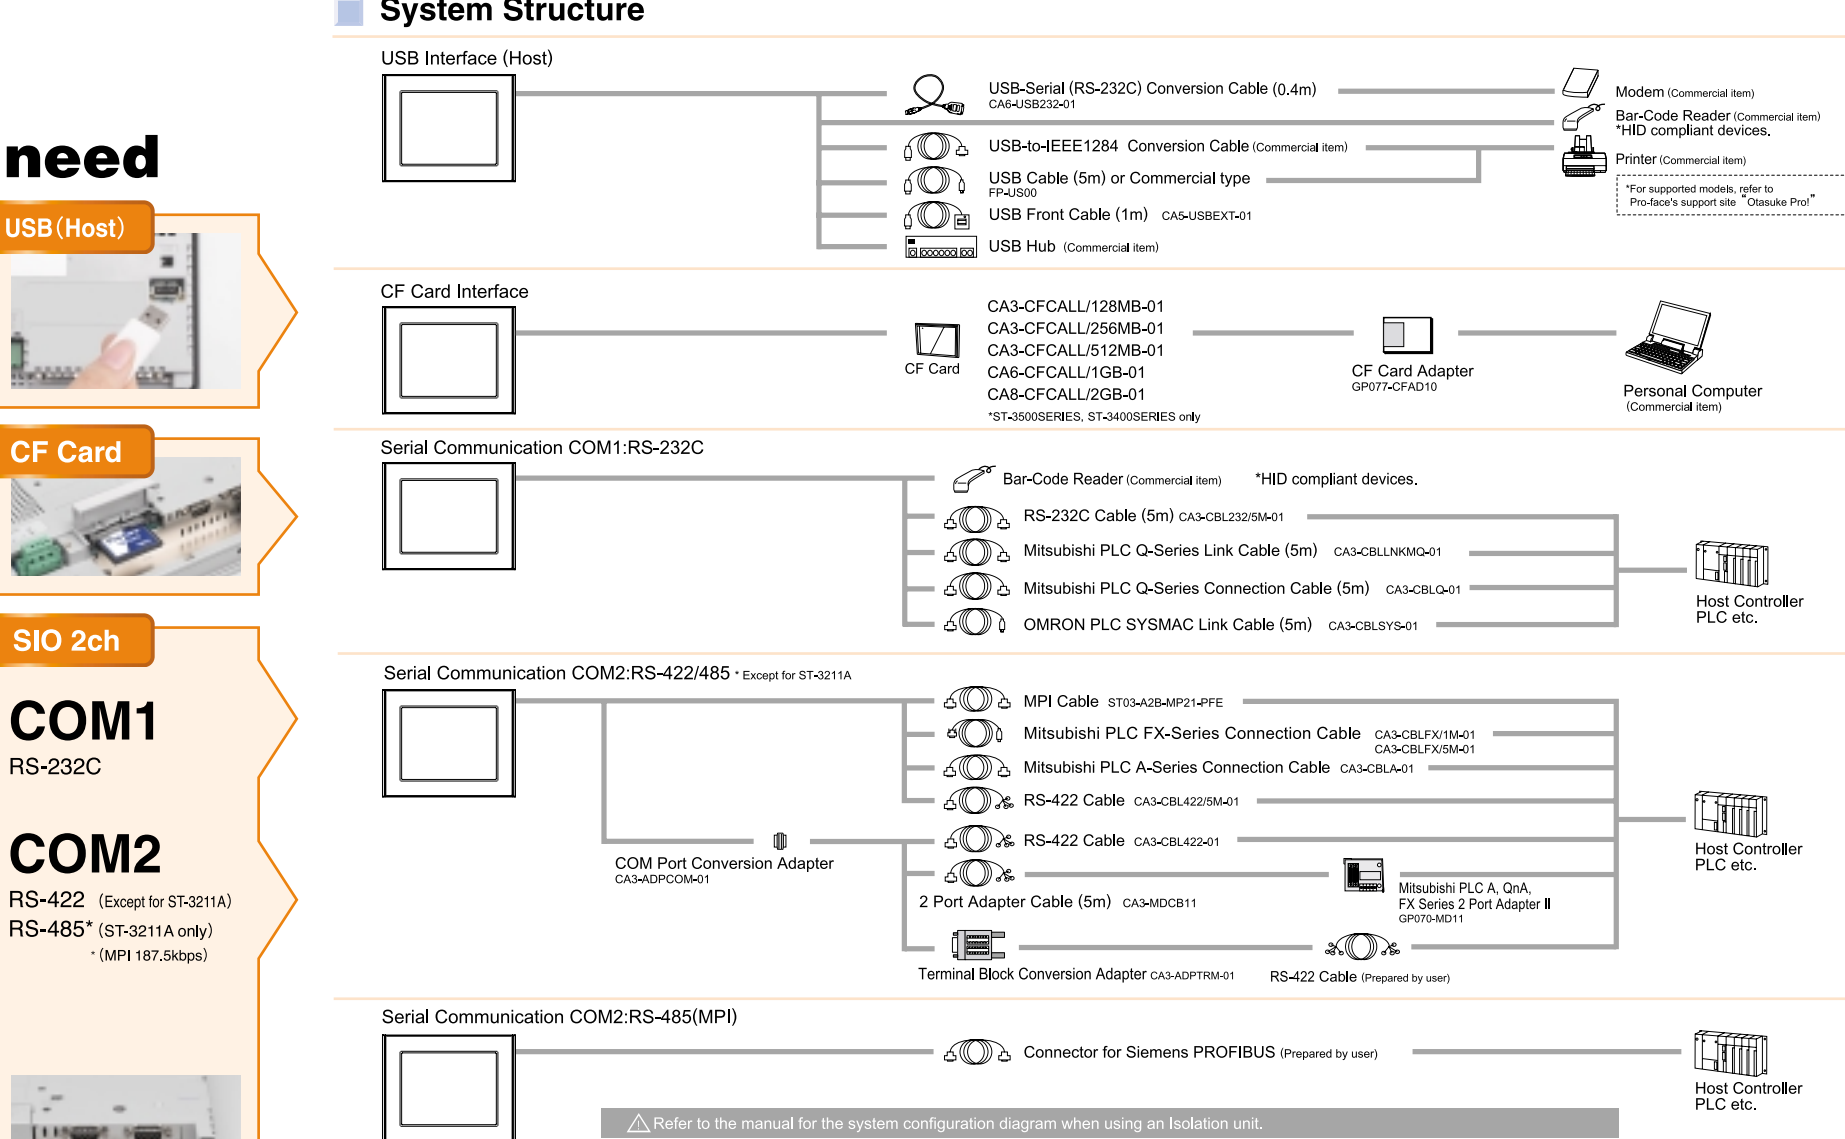 System Structure
need
USB (Host)
CF Card
SIO 2ch
COM1
RS-232C
COM2
RS-422 (Except for ST-3211A)
RS-485* (ST-3211A only)
* (MPI 187.5kbps)
USB Interface (Host)
USB-Serial (RS-232C) Conversion Cable (0.4m)
CA6-USB232-01
USB-to-IEEE1284 Conversion Cable (Commercial item)
USB Cable (5m) or Commercial type
FP-US00
USB Front Cable (1m) CA5-USBEXT-01
USB Hub (Commercial item)
Modem (Commercial item)
Bar-Code Reader (Commercial item)
*HID compliant devices.
Printer (Commercial item)
*For supported models, refer to
Pro-face's support site "Otasuke Pro!"
CF Card Interface
CF Card
CA3-CFCALL/128MB-01
CA3-CFCALL/256MB-01
CA3-CFCALL/512MB-01
CA6-CFCALL/1GB-01
CA8-CFCALL/2GB-01
*ST-3500SERIES, ST-3400SERIES only
CF Card Adapter
GP077-CFAD10
Personal Computer
(Commercial item)
Serial Communication COM1:RS-232C
Bar-Code Reader (Commercial item) *HID compliant devices.
RS-232C Cable (5m) CA3-CBL232/5M-01
Mitsubishi PLC Q-Series Link Cable (5m) CA3-CBLLNKMQ-01
Mitsubishi PLC Q-Series Connection Cable (5m) CA3-CBLQ-01
OMRON PLC SYSMAC Link Cable (5m) CA3-CBLSYS-01
Host Controller
PLC etc.
Serial Communication COM2:RS-422/485 * Except for ST-3211A
MPI Cable ST03-A2B-MP21-PFE
Mitsubishi PLC FX-Series Connection Cable CA3-CBLFX/1M-01
CA3-CBLFX/5M-01
Mitsubishi PLC A-Series Connection Cable CA3-CBLA-01
RS-422 Cable CA3-CBL422/5M-01
RS-422 Cable CA3-CBL422-01
COM Port Conversion Adapter
CA3-ADPCOM-01
2 Port Adapter Cable (5m) CA3-MDCB11
Mitsubishi PLC A, QnA,
FX Series 2 Port Adapter II
GP070-MD11
Terminal Block Conversion Adapter CA3-ADPTRM-01
RS-422 Cable (Prepared by user)
Host Controller
PLC etc.
Serial Communication COM2:RS-485(MPI)
Connector for Siemens PROFIBUS (Prepared by user)
Host Controller
PLC etc.
Refer to the manual for the system configuration diagram when using an Isolation unit.